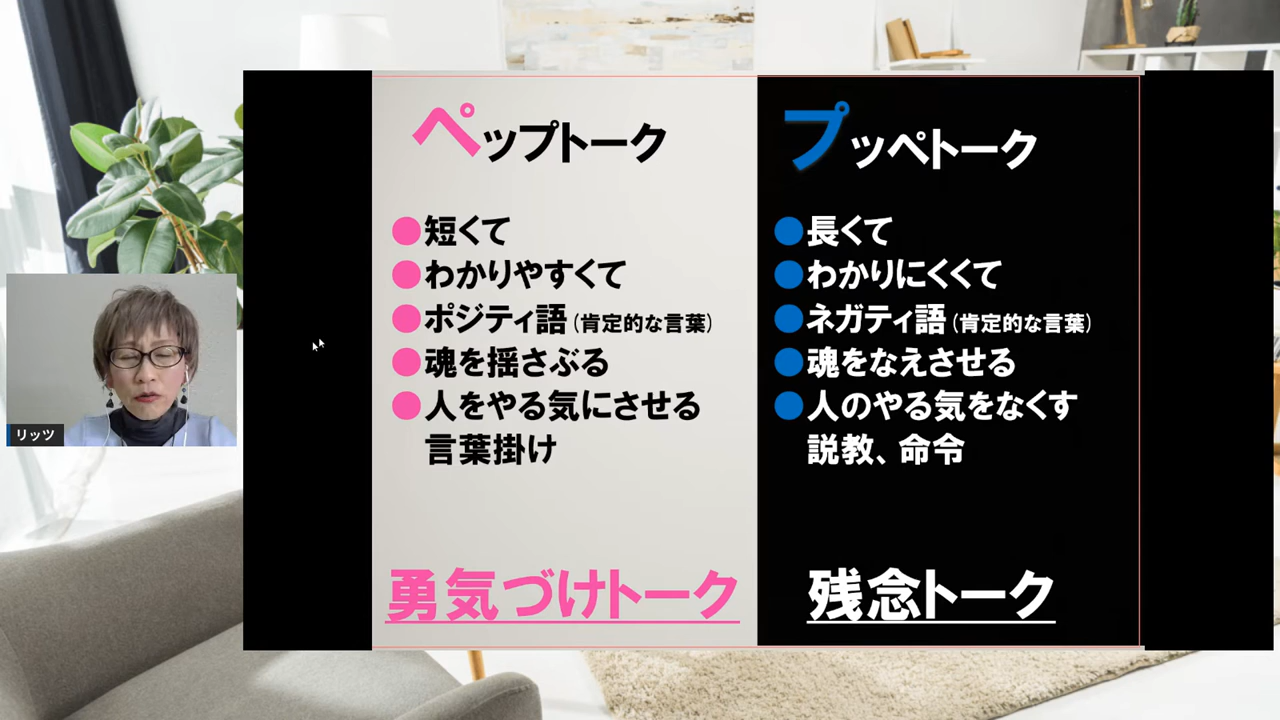 ペップトーク
●短くて
●わかりやすくて
●ポジティ語(肯定的な言葉)
●魂を揺さぶる
●人をやる気にさせる
言葉掛け
勇気づけトーク
プッペトーク
●長くて
●わかりにくくて
●ネガティ語(肯定的な言葉)
●魂をなえさせる
●人のやる気をなくす
説教、命令
残念トーク
リッツ